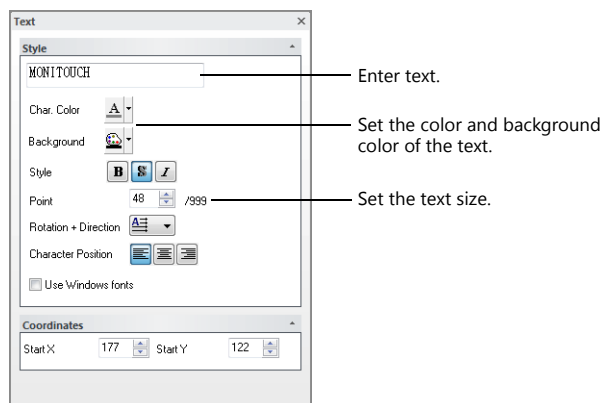 Text
Style
MONITOUCH
Enter text.
Char. Color
Background
Set the color and background
color of the text.
Style B S I
Point 48 /999
Set the text size.
Rotation + Direction A
Character Position
Use Windows fonts
Coordinates
Start X 177 Start Y 122